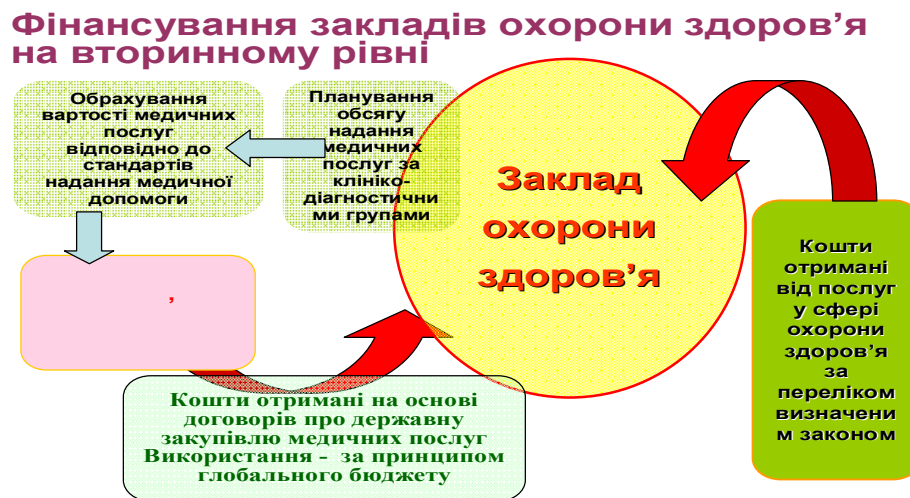 Фінансування закладів охорони здоров’я
на вторинному рівні
Обрахування
вартості медичних
послуг
відповідно до
стандартів
надання медичної
допомоги
Планування
обсягу
надання
медичних
послуг за
клініко-
діагностични
ми групами
Заклад
охорони
здоров’я
Кошти
отримані
від послуг
у сфері
охорони
здоров’я
за
переліком
визначени
м законом
’
Кошти отримані на основі
договорів про державну
закупівлю медичних послуг
Використання - за принципом
глобального бюджету